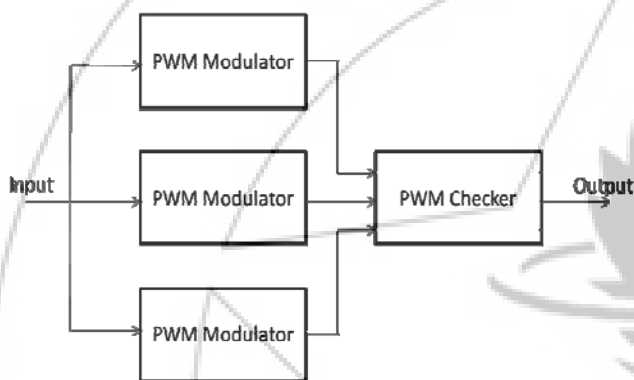 PWM Modulator
Input
PWM Modulator
PWM Checker
Output
PWM Modulator